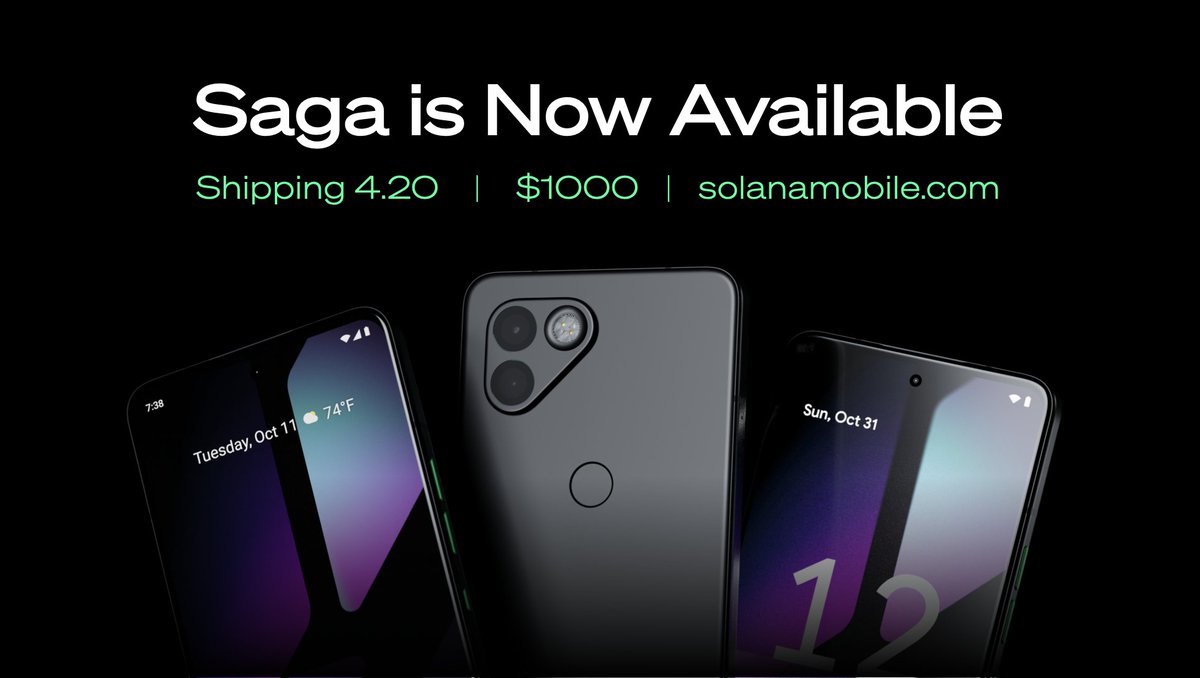 Saga is Now Available
Shipping 4.20 | $1000 | solanamobile.com
7:38
Tuesday, Oct 11 74°F
Sun, Oct 31
12